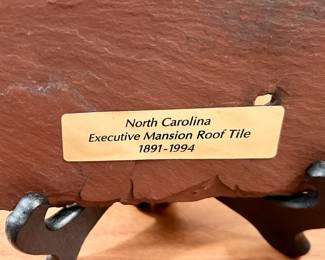 North Carolina
Executive Mansion Roof Tile
1891-1994